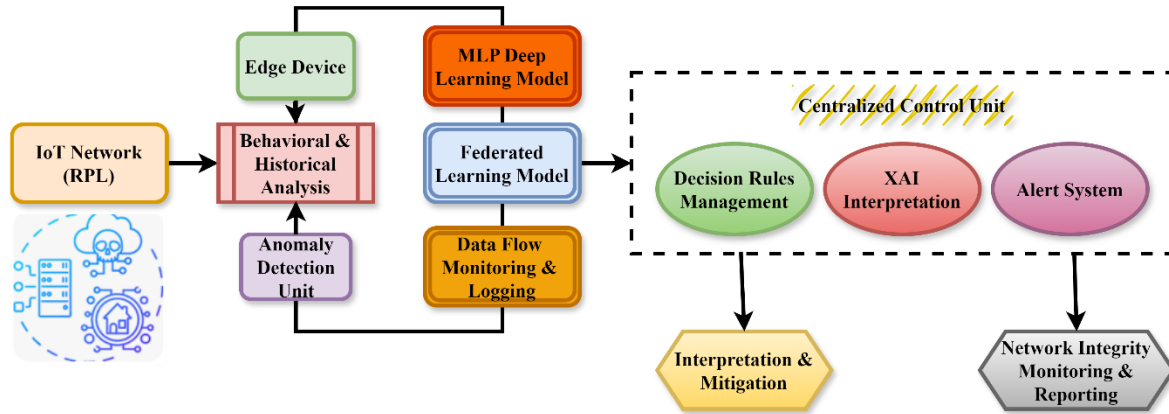 Edge Device
MLP Deep
Learning Model
Centralized Control Unit
IoT Network
(RPL)
Behavioral &
Historical
Analysis
Federated
Learning Model
Decision Rules
Management
XAI
Interpretation
Alert System
Anomaly
Detection
Unit
Data Flow
Monitoring &
Logging
Interpretation &
Mitigation
Network Integrity
Monitoring &
Reporting